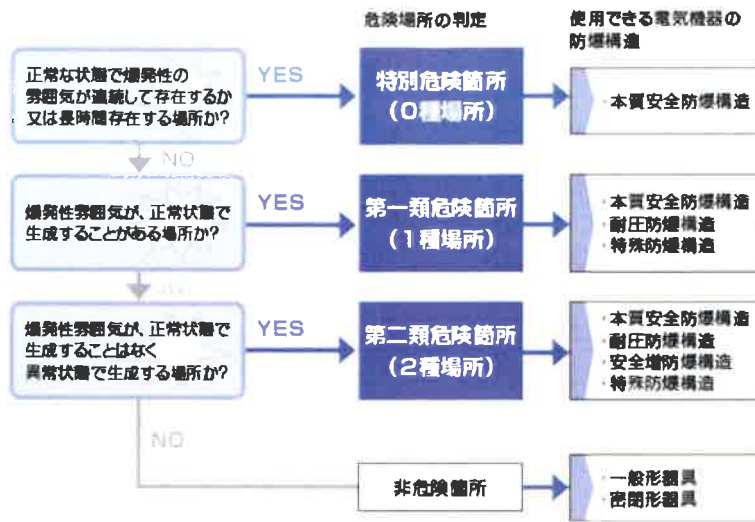 危険場所の判定
使用できる電気機器の
防爆構造
正常な状態で爆発性の
雰囲気が連続して存在するか
又は長時間存在する場所か?
YES
特別危険箇所
(0種場所)
・本質安全防爆構造
NO
爆発性雰囲気が、正常状態で
生成することがある場所か?
YES
第一類危険箇所
(1種場所)
・本質安全防爆構造
・耐圧防爆構造
・特殊防爆構造
爆発性雰囲気が、正常状態で
生成することはなく
異常状態で生成する場所か?
YES
第二類危険箇所
(2種場所)
・本質安全防爆構造
・耐圧防爆構造
・安全増防爆構造
・特殊防爆構造
NO
非危険箇所
・一般形器具
・密閉形器具